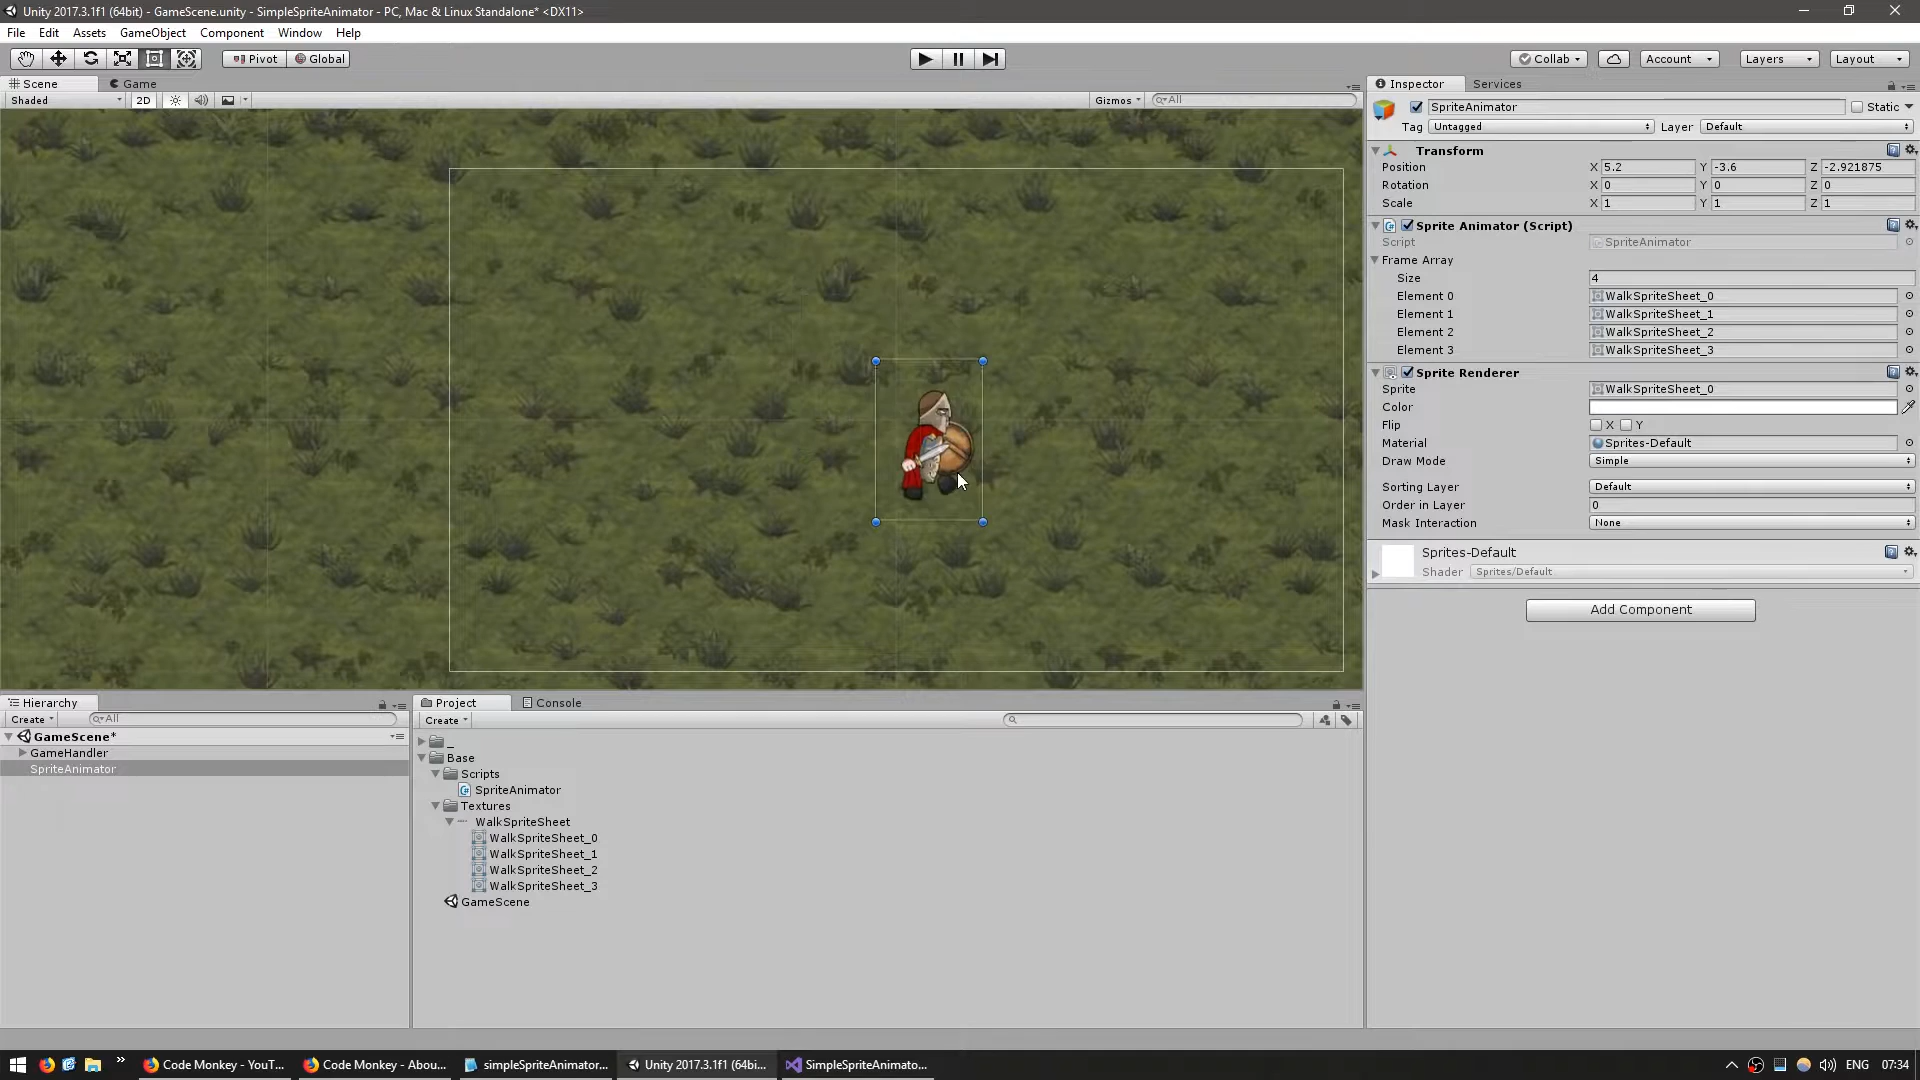 Unity 2017.3.1f1 (64bit) - GameScene.unity - SimpleSpriteAnimator - PC, Mac & Linux Standalone* <DX11>
File Edit Assets GameObject Component Window Help
Pivot Global Collab Account Layers Layout
Scene Game
Shaded 2D Gizmos All
Inspector Services
SpriteAnimator Static
Tag Untagged Layer Default
Transform
Position X 5.2 Y -3.6 Z -2.921875
Rotation X 0 Y 0 Z 0
Scale X 1 Y 1 Z 1
Sprite Animator (Script)
Script SpriteAnimator
Frame Array
Size 4
Element 0 WalkSpriteSheet_0
Element 1 WalkSpriteSheet_1
Element 2 WalkSpriteSheet_2
Element 3 WalkSpriteSheet_3
Sprite Renderer
Sprite WalkSpriteSheet_0
Color
Flip X Y
Material Sprites-Default
Draw Mode Simple
Sorting Layer Default
Order in Layer 0
Mask Interaction None
Sprites-Default
Shader Sprites/Default
Add Component
Hierarchy
Create All
GameScene*
GameHandler
SpriteAnimator
Project Console
Create
_
Base
Scripts
SpriteAnimator
Textures
WalkSpriteSheet
WalkSpriteSheet_0
WalkSpriteSheet_1
WalkSpriteSheet_2
WalkSpriteSheet_3
GameScene
Code Monkey - YouT... Code Monkey - Abou... simpleSpriteAnimator... Unity 2017.3.1f1 (64bi... SimpleSpriteAnimato... ENG 07:34